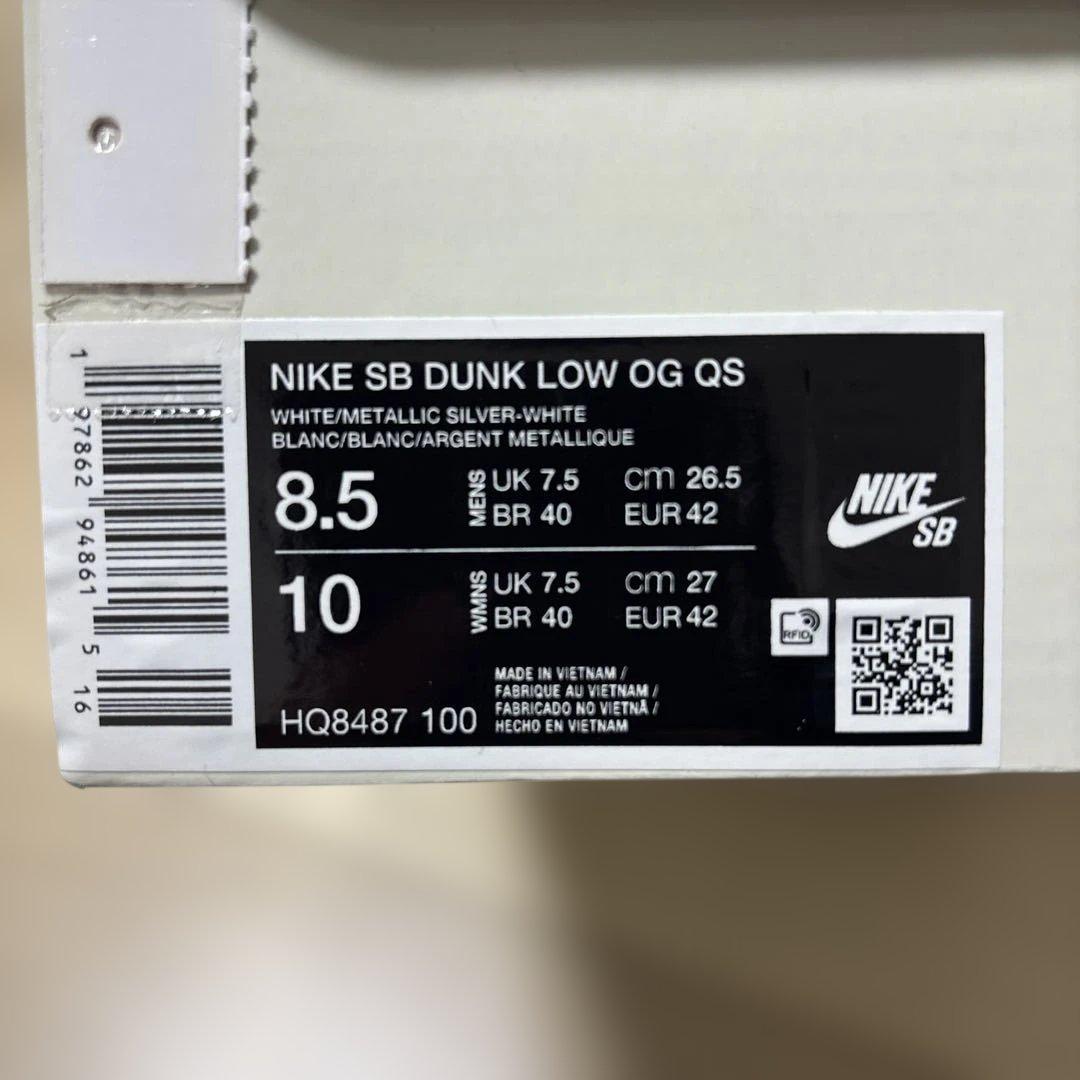 NIKE SB DUNK LOW OG QS
WHITE/METALLIC SILVER-WHITE
BLANC/BLANC/ARGENT METALLIQUE
8.5 MENS UK 7.5 cm 26.5
BR 40 EUR 42
10 WMNS UK 7.5 cm 27
BR 40 EUR 42
MADE IN VIETNAM /
FABRIQUE AU VIETNAM /
FABRICADO NO VIETNÃ /
HECHO EN VIETNAM
HQ8487 100
NIKE
SB
RFID
1 97862 94861 5 16